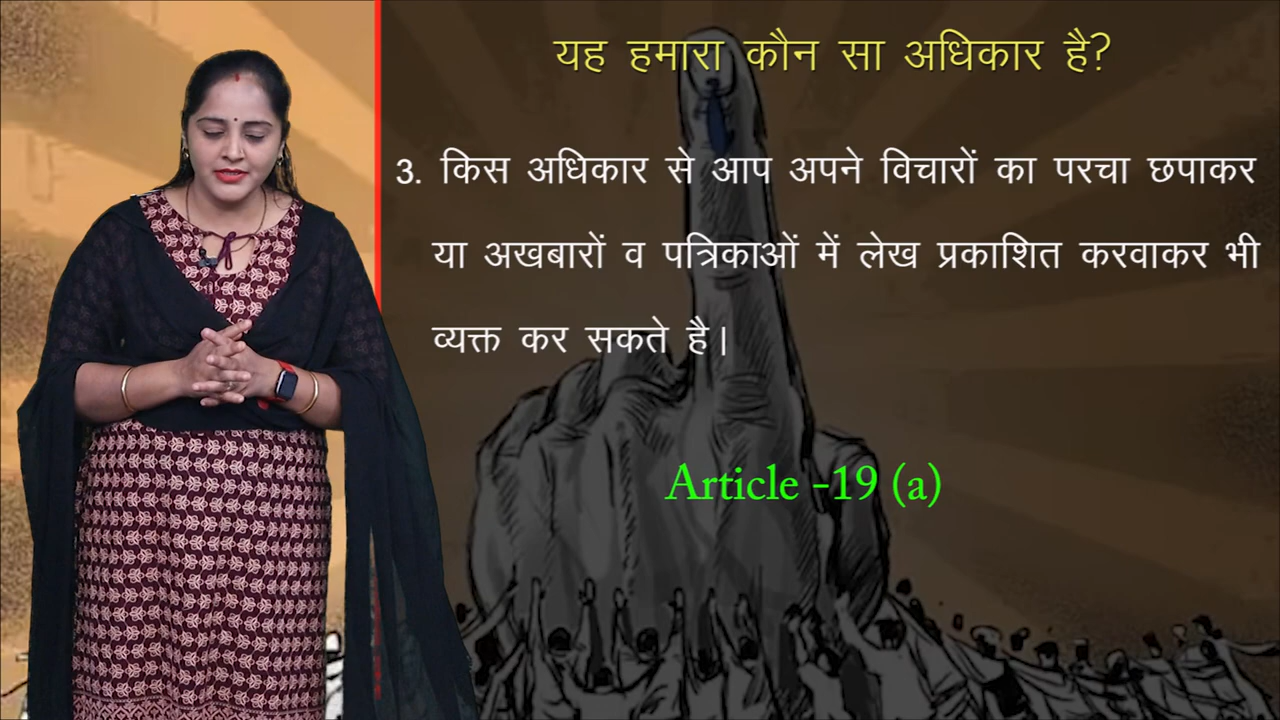 यह हमारा कौन सा अधिकार है?
3. किस अधिकार से आप अपने विचारों का परचा छपाकर
या अखबारों व पत्रिकाओं में लेख प्रकाशित करवाकर भी
व्यक्त कर सकते है।
Article -19 (a)